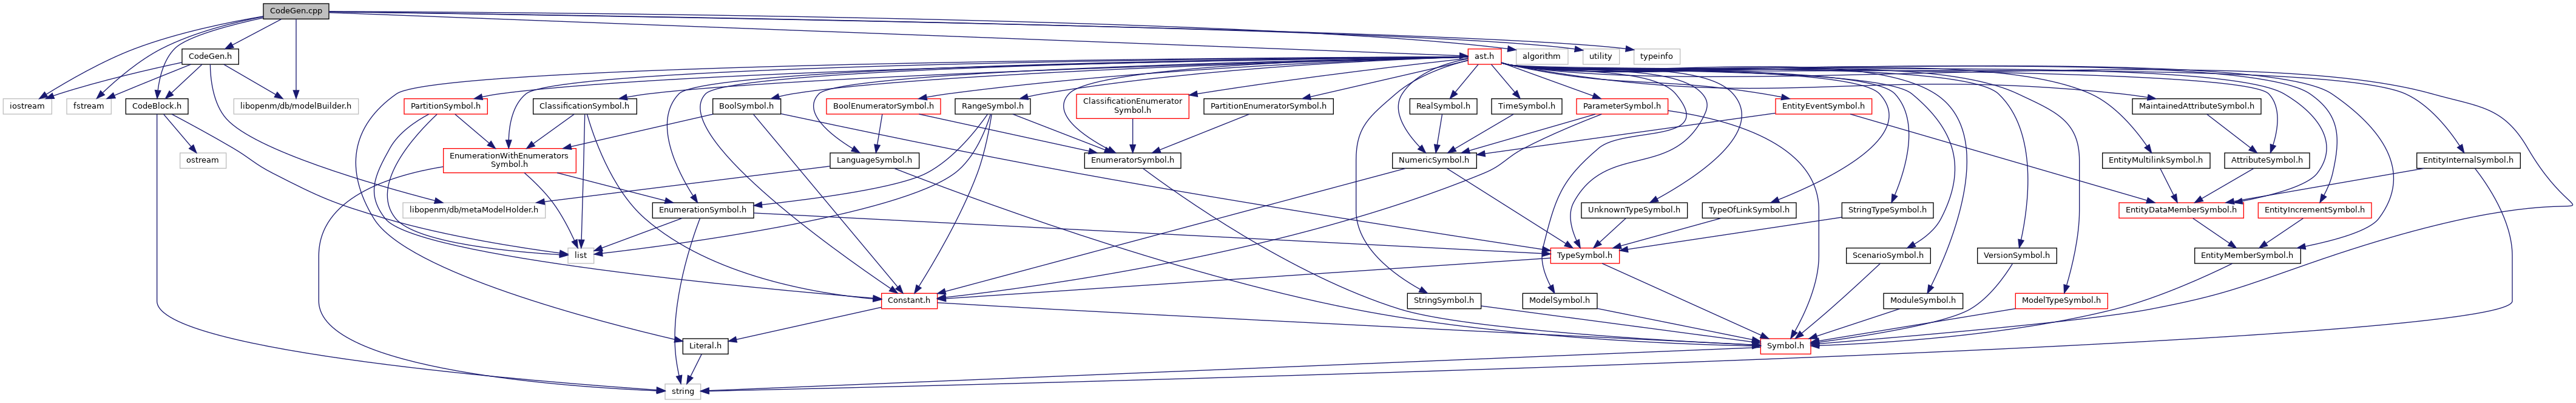 CodeGen.cpp
CodeGen.h
ast.h
algorithm
utility
typeinfo
iostream
fstream
CodeBlock.h
libopenm/db/modelBuilder.h
PartitionSymbol.h
ClassificationSymbol.h
BoolSymbol.h
BoolEnumeratorSymbol.h
RangeSymbol.h
ClassificationEnumerator
Symbol.h
PartitionEnumeratorSymbol.h
RealSymbol.h
TimeSymbol.h
ParameterSymbol.h
EntityEventSymbol.h
MaintainedAttributeSymbol.h
ostream
EnumerationWithEnumerators
Symbol.h
LanguageSymbol.h
EnumeratorSymbol.h
NumericSymbol.h
EntityMultilinkSymbol.h
AttributeSymbol.h
EntityInternalSymbol.h
libopenm/db/metaModelHolder.h
EnumerationSymbol.h
UnknownTypeSymbol.h
TypeOfLinkSymbol.h
StringTypeSymbol.h
EntityDataMemberSymbol.h
EntityIncrementSymbol.h
list
TypeSymbol.h
ScenarioSymbol.h
VersionSymbol.h
EntityMemberSymbol.h
Constant.h
StringSymbol.h
ModelSymbol.h
ModuleSymbol.h
ModelTypeSymbol.h
Literal.h
Symbol.h
string